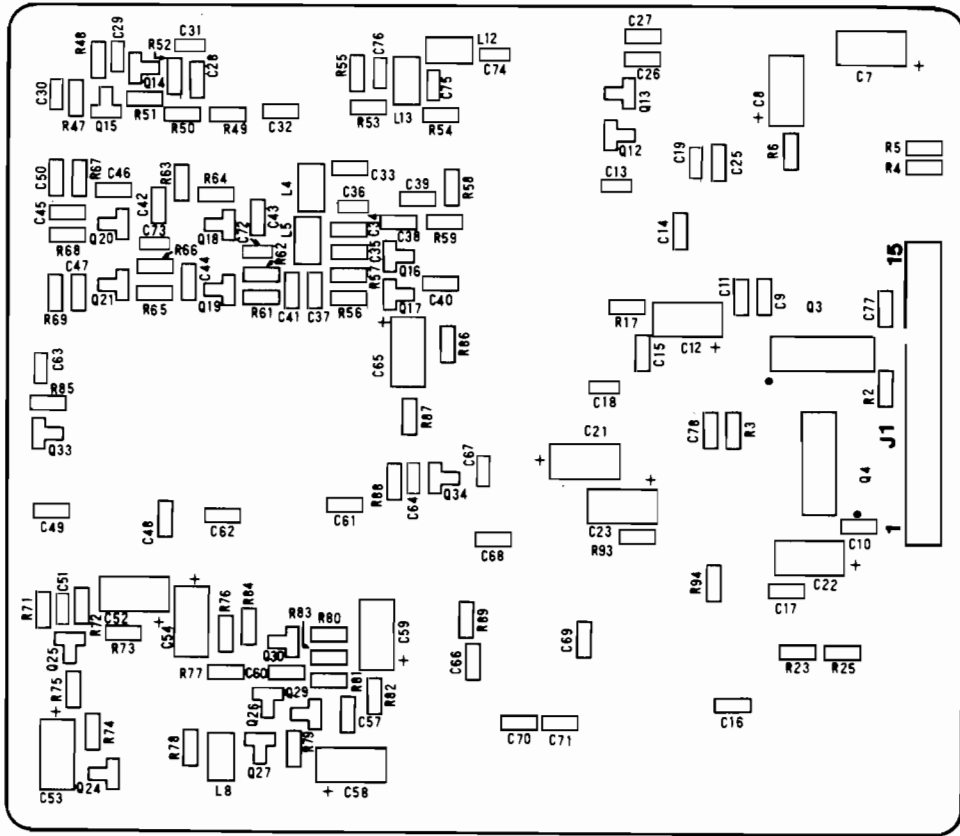 R48
C29
R52
C31
C28
Q14
C30
R47
Q15
R51
R50
R49
C32
R55
C76
L12
C74
C75
L13
R53
R54
C27
C26
Q13
Q12
C13
C19
C25
C7
+
C8
+
R6
R5
R4
C50
R67
C46
R63
R64
C42
C45
R68
Q20
C73
R66
Q18
C43
C72
R62
L4
L5
C33
C36
C39
R58
C34
C38
R59
C35
Q16
R57
C14
R69
C47
Q21
R65
C44
Q19
R61
C41
C37
R56
Q17
C40
+
C65
R86
R87
R17
C12
+
C15
C11
C9
Q3
C77
15
R2
J1
1
C63
R85
Q33
C18
C21
+
C78
R3
Q4
C10
R88
C64
Q34
C67
C23
+
R93
C49
C48
C62
C61
C68
C22
+
R94
C17
R71
C51
R72
C52
+
R73
Q25
R75
C54
+
R76
R84
R83
R80
Q30
C59
+
R77
C60
Q29
R81
R82
Q26
C57
R89
C66
C69
R23
R25
C16
C70
C71
+
C53
R74
Q24
R78
L8
Q27
R79
+
C58